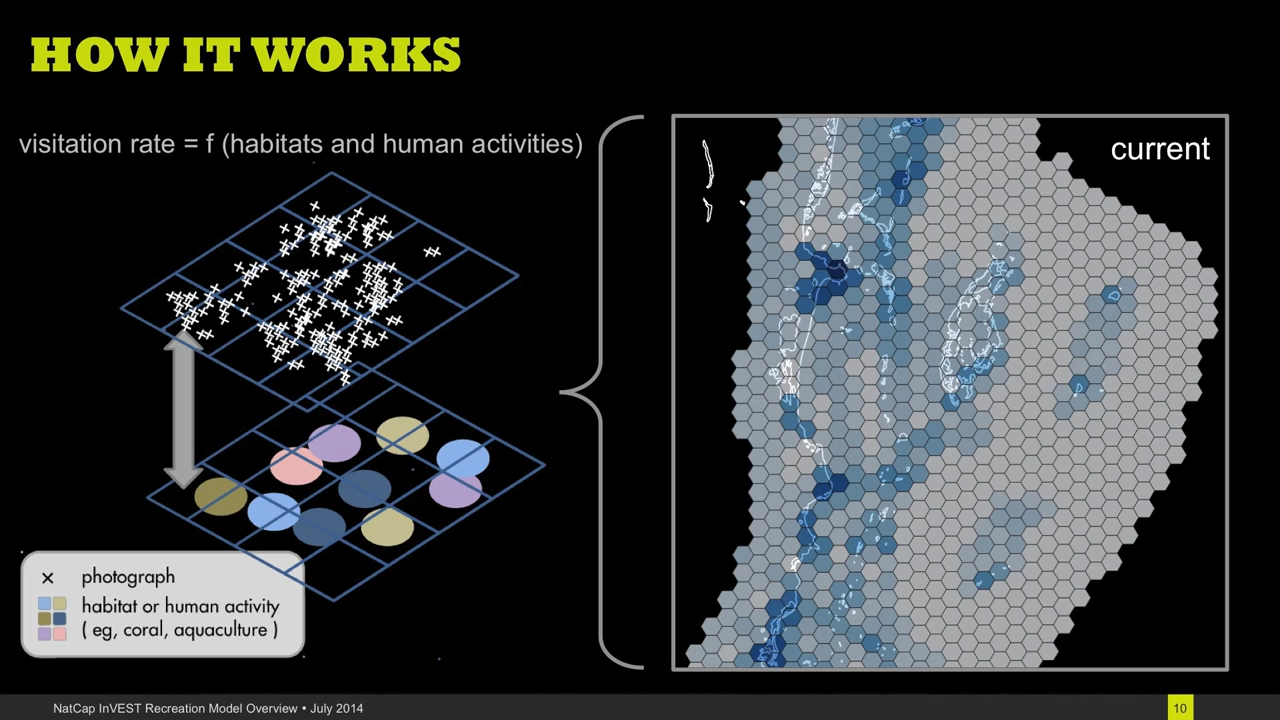 HOW IT WORKS
visitation rate = f (habitats and human activities)
current
photograph
habitat or human activity
( eg, coral, aquaculture )
NatCap InVEST Recreation Model Overview • July 2014
10